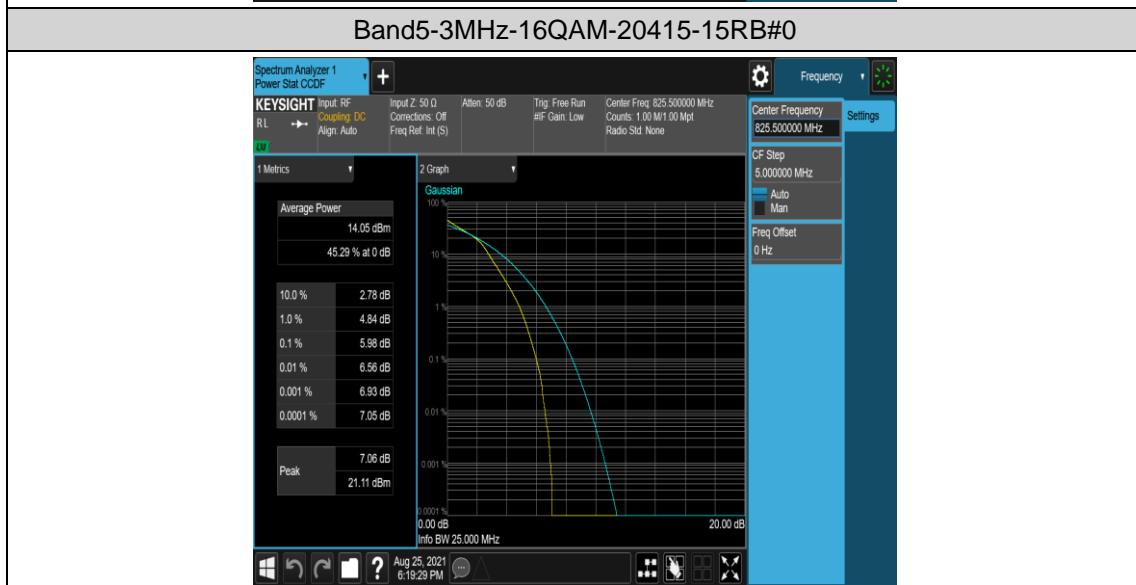 Band5-3MHz-16QAM-20415-15RB#0
Spectrum Analyzer 1
Power Stat CCDF
+
Frequency
KEYSIGHT
RL
Input: RF
Coupling: DC
Align: Auto
Input Z: 50 Ω
Corrections: Off
Freq Ref: Int (S)
Atten: 50 dB
Trig: Free Run
#IF Gain: Low
Center Freq: 825.500000 MHz
Counts: 1.00 M/1.00 Mpt
Radio Std: None
LW
Center Frequency
825.500000 MHz
Settings
CF Step
5.000000 MHz
Auto
Man
Freq Offset
0 Hz
1 Metrics
Average Power
14.05 dBm
45.29 % at 0 dB
10.0 % 2.78 dB
1.0 % 4.84 dB
0.1 % 5.98 dB
0.01 % 6.56 dB
0.001 % 6.93 dB
0.0001 % 7.05 dB
Peak
7.06 dB
21.11 dBm
2 Graph
Gaussian
100 %
10 %
1 %
0.1 %
0.01 %
0.001 %
0.0001 %
0.00 dB 20.00 dB
Info BW 25.000 MHz
?
Aug 25, 2021
6:19:29 PM